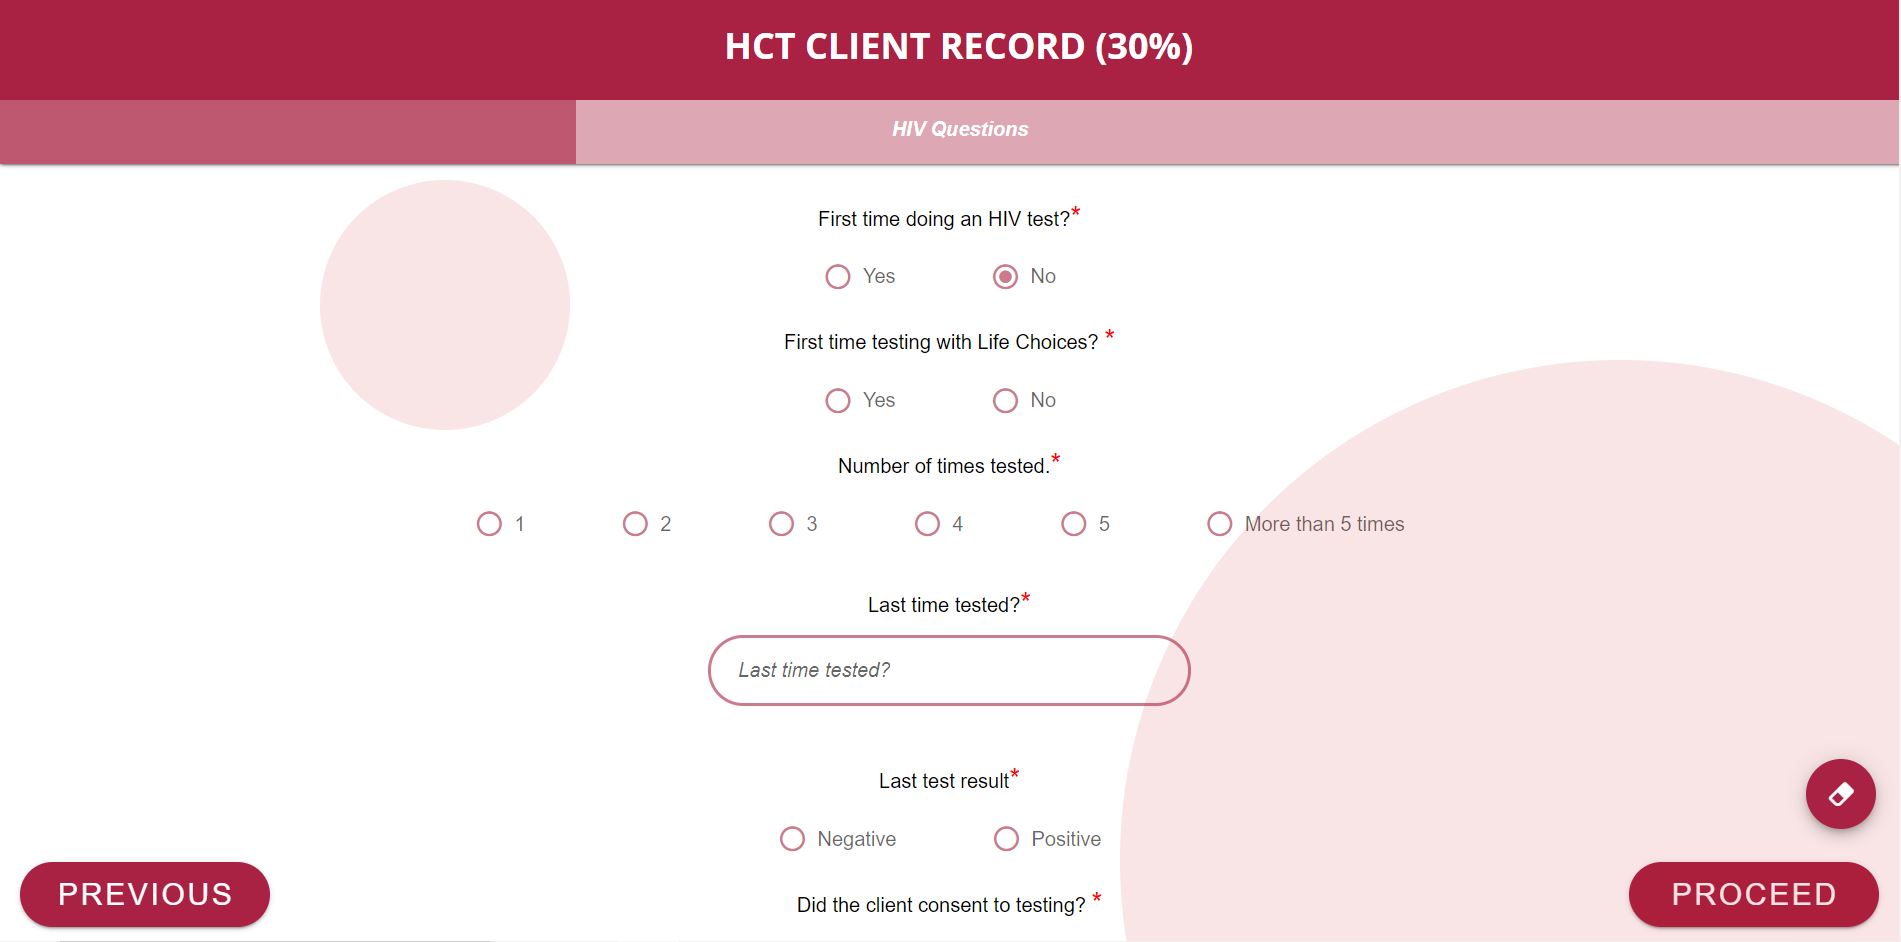 HCT CLIENT RECORD (30%)
HIV Questions
First time doing an HIV test?*
Yes No
First time testing with Life Choices? *
Yes No
Number of times tested.*
1 2 3 4 5 More than 5 times
Last time tested?*
Last time tested?
Last test result*
Negative Positive
Did the client consent to testing? *
PREVIOUS PROCEED